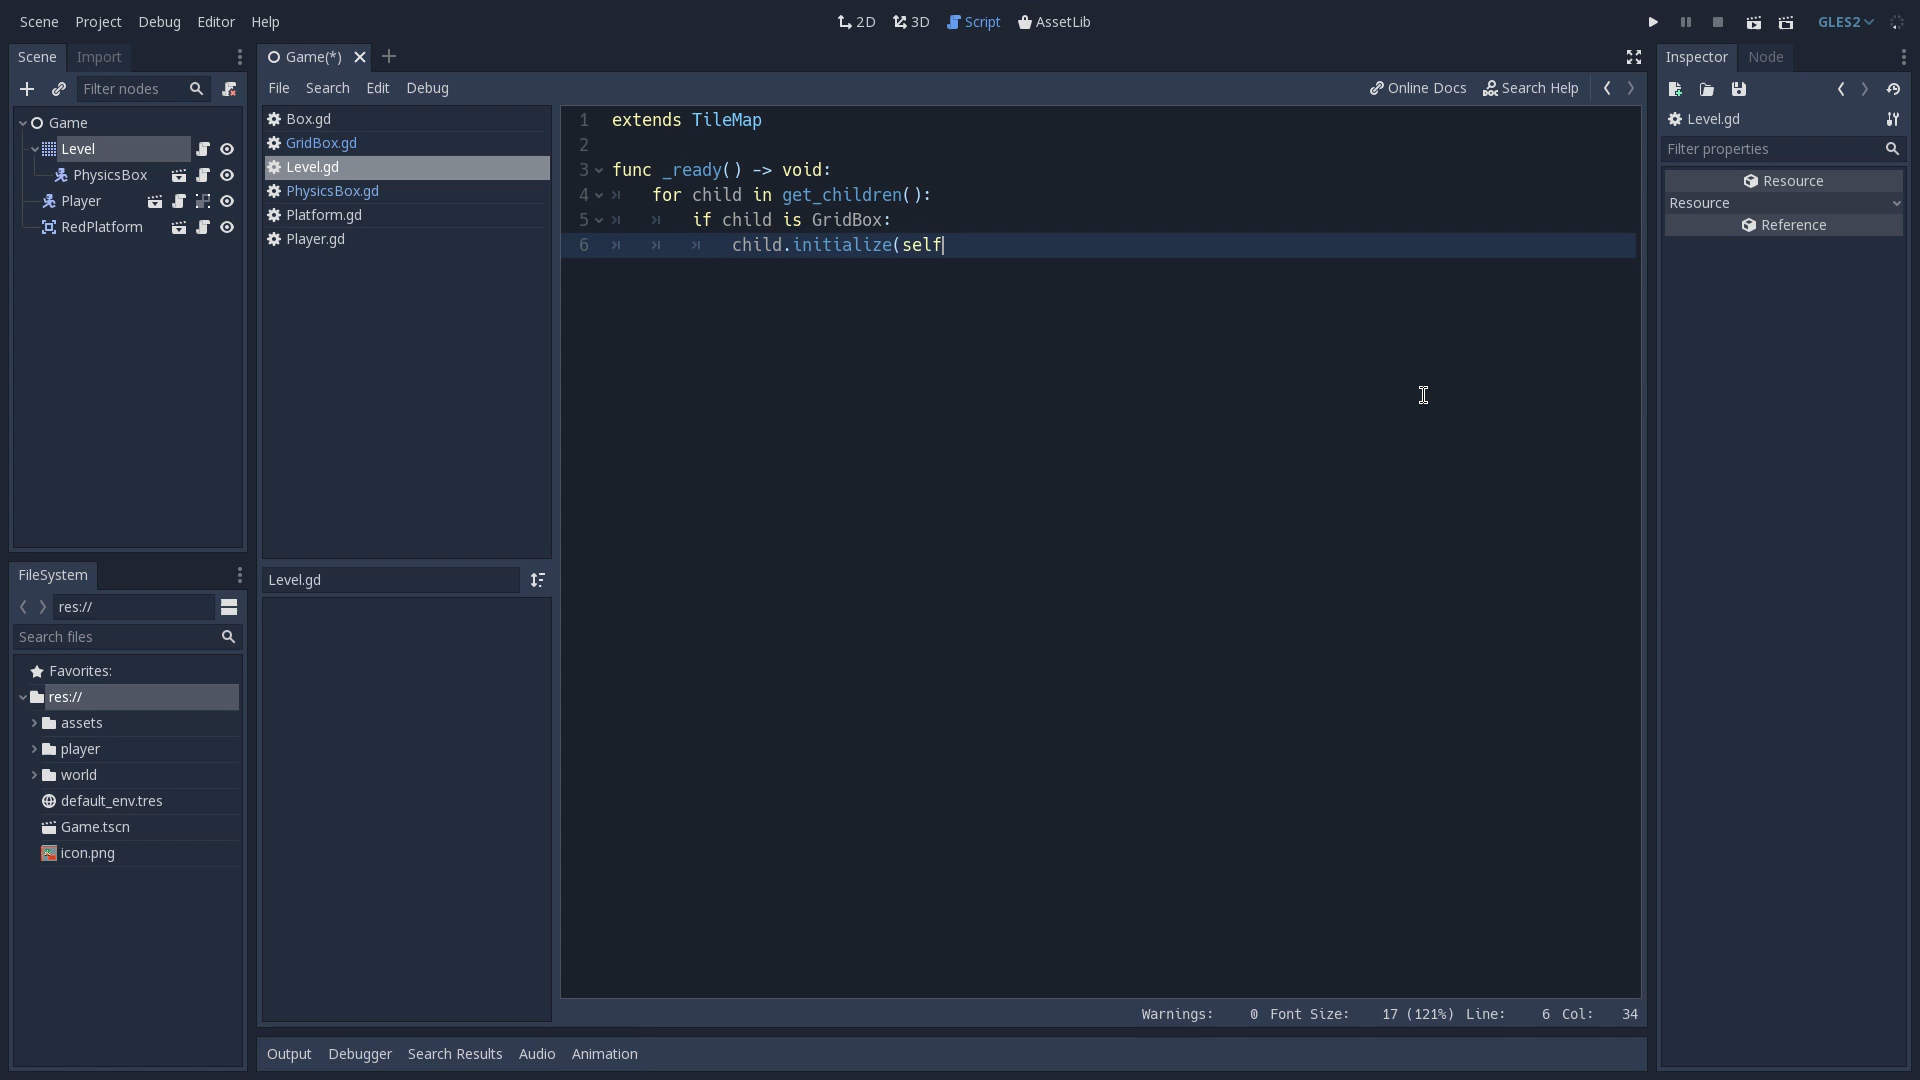 Scene Project Debug Editor Help 2D 3D Script AssetLib GLES2
Scene Import
Filter nodes
Game
Level
PhysicsBox
Player
RedPlatform
FileSystem
res://
Search files
Favorites:
res://
assets
player
world
default_env.tres
Game.tscn
icon.png
Game(*)
File Search Edit Debug Online Docs Search Help
Box.gd
GridBox.gd
Level.gd
PhysicsBox.gd
Platform.gd
Player.gd
Level.gd
1 extends TileMap
2
3 func _ready() -> void:
4 for child in get_children():
5 if child is GridBox:
6 child.initialize(self
Warnings: 0 Font Size: 17 (121%) Line: 6 Col: 34
Output Debugger Search Results Audio Animation
Inspector Node
Level.gd
Filter properties
Resource
Resource
Reference